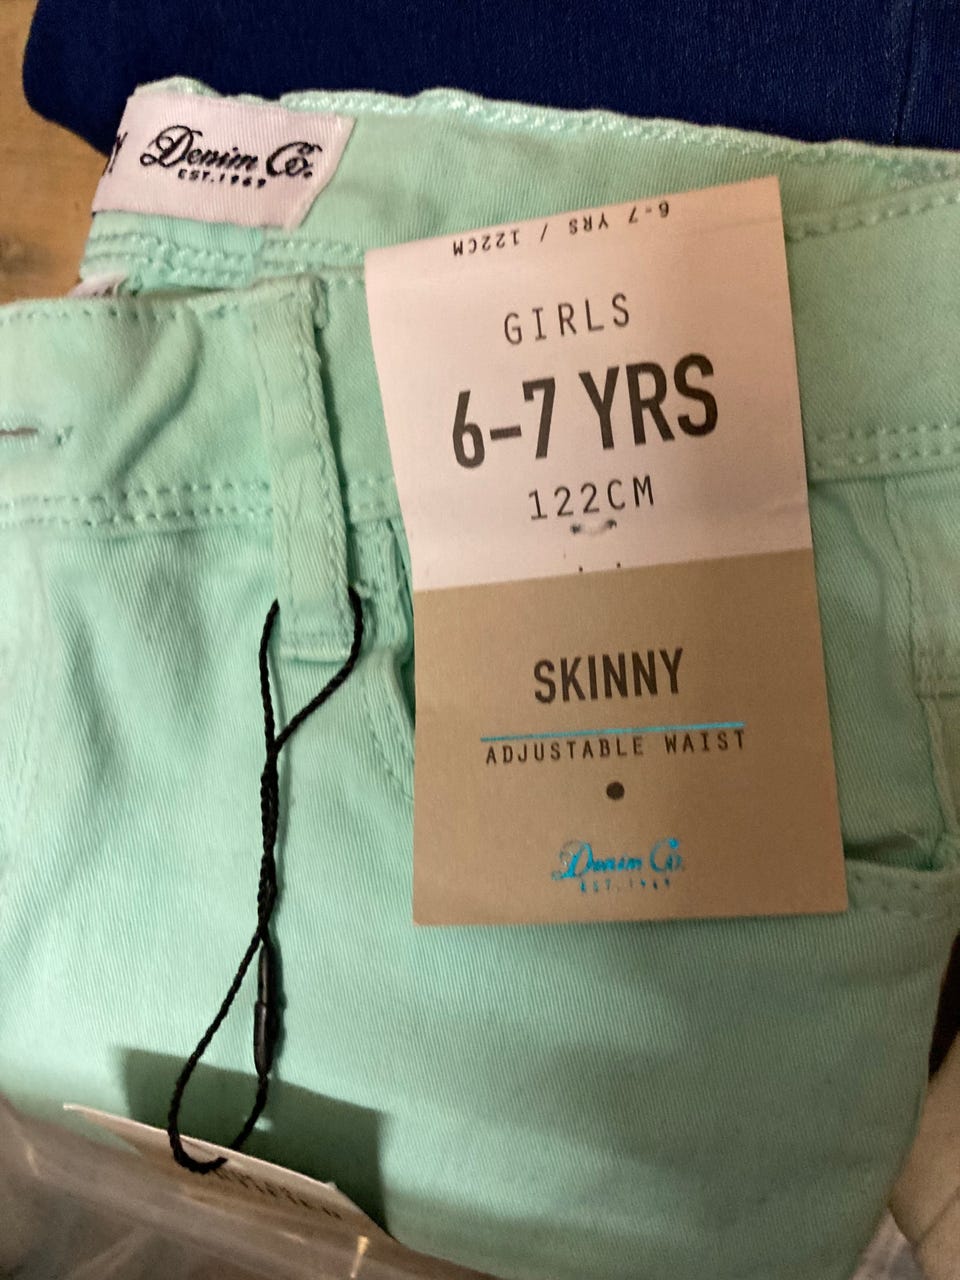 Denim Co.
EST. 1969
6-7 YRS / 122CM
GIRLS
6-7 YRS
122CM
SKINNY
ADJUSTABLE WAIST
Denim Co.
EST. 1969